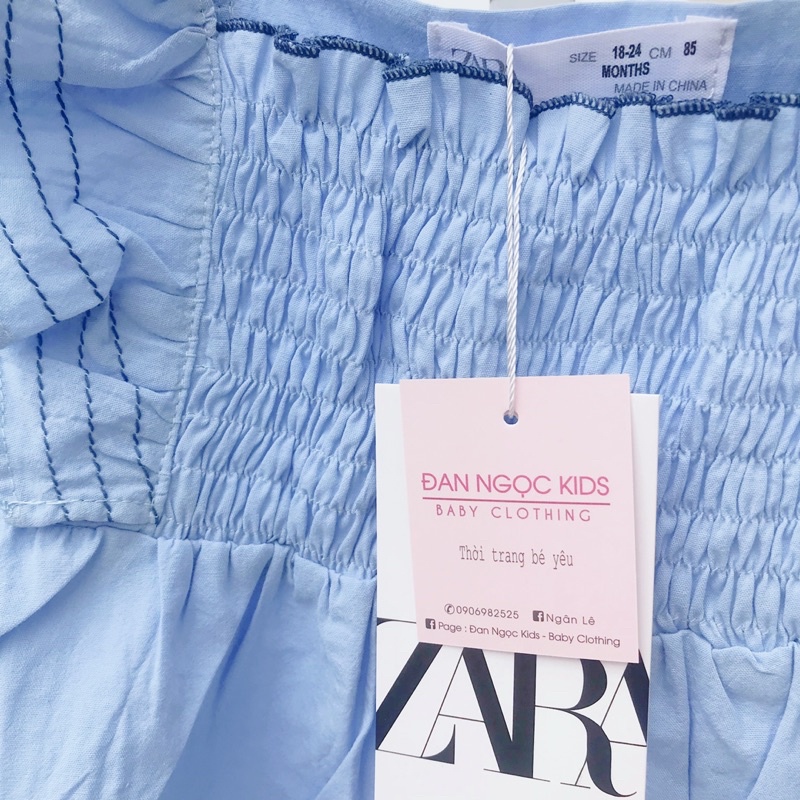 ZARA
SIZE 18-24 MONTHS CM 85
MADE IN CHINA
ĐAN NGỌC KIDS
BABY CLOTHING
Thời trang bé yêu
0906982525 Ngân Lê
Page : Đan Ngọc Kids - Baby Clothing
ZARA